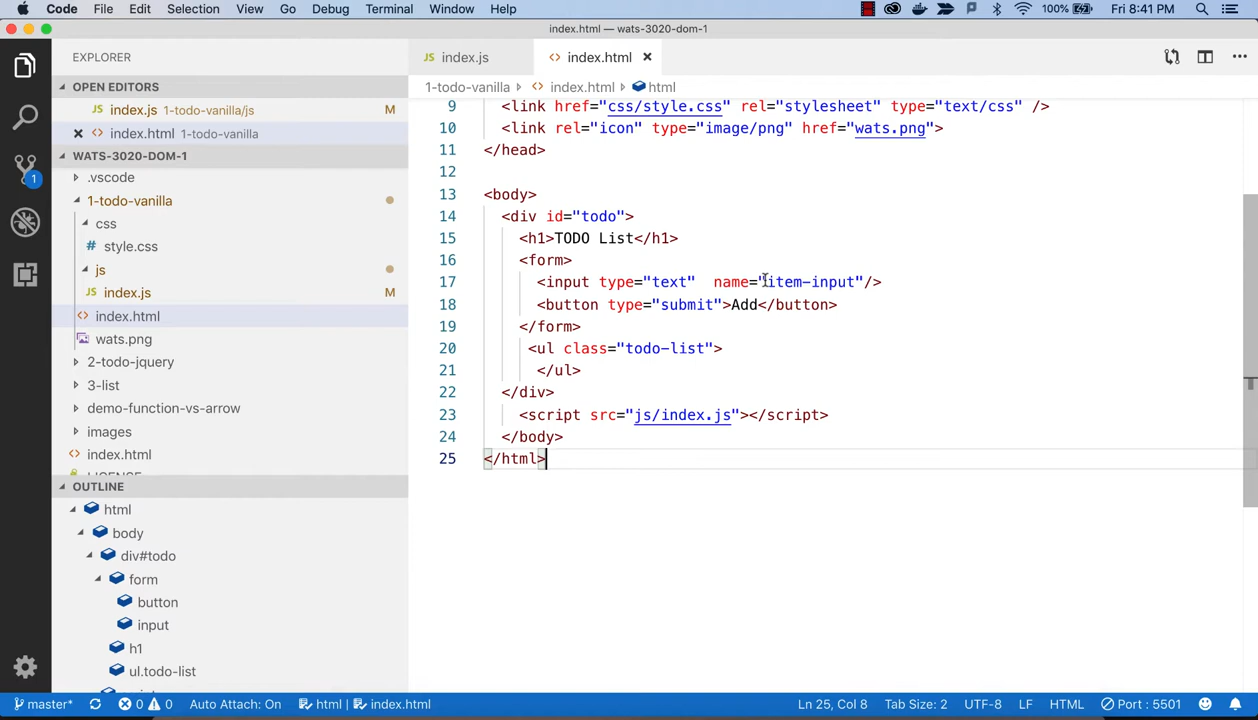 Code File Edit Selection View Go Debug Terminal Window Help 100% Fri 8:41 PM
index.html — wats-3020-dom-1
EXPLORER
OPEN EDITORS
JS index.js 1-todo-vanilla/js M
<> index.html 1-todo-vanilla
WATS-3020-DOM-1
.vscode
1-todo-vanilla
css
# style.css
js
JS index.js M
<> index.html
wats.png
2-todo-jquery
3-list
demo-function-vs-arrow
images
<> index.html
LICENSE
OUTLINE
html
body
div#todo
form
button
input
h1
ul.todo-list
JS index.js
<> index.html
1-todo-vanilla › <> index.html › html
9 <link href="css/style.css" rel="stylesheet" type="text/css" />
10 <link rel="icon" type="image/png" href="wats.png">
11 </head>
12
13 <body>
14 <div id="todo">
15 <h1>TODO List</h1>
16 <form>
17 <input type="text"  name="item-input"/>
18 <button type="submit">Add</button>
19 </form>
20 <ul class="todo-list">
21 </ul>
22 </div>
23 <script src="js/index.js"></script>
24 </body>
25 </html>
1
master* 0 0 Auto Attach: On html | index.html Ln 25, Col 8 Tab Size: 2 UTF-8 LF HTML Port : 5501